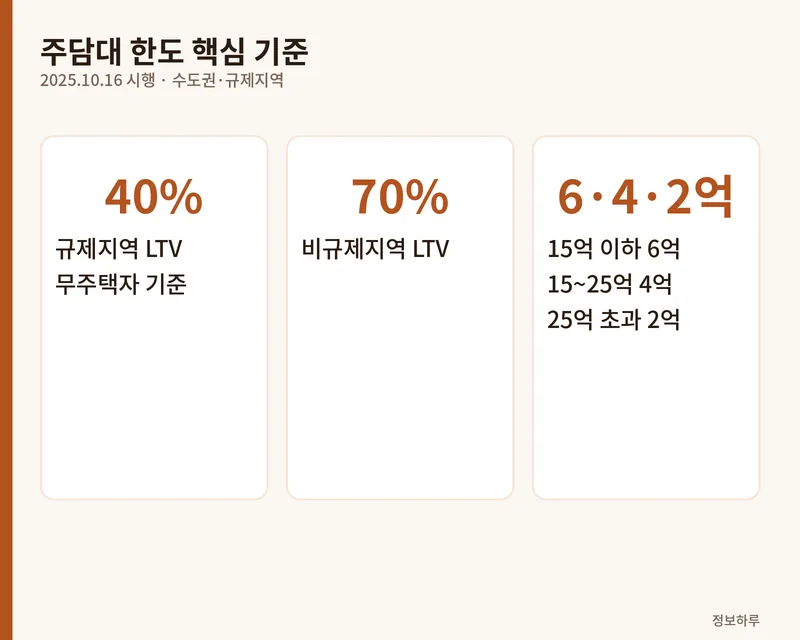 주담대 한도 핵심 기준
2025.10.16 시행 · 수도권·규제지역
40%
규제지역 LTV
무주택자 기준
70%
비규제지역 LTV
6·4·2억
15억 이하 6억
15~25억 4억
25억 초과 2억
정보하루